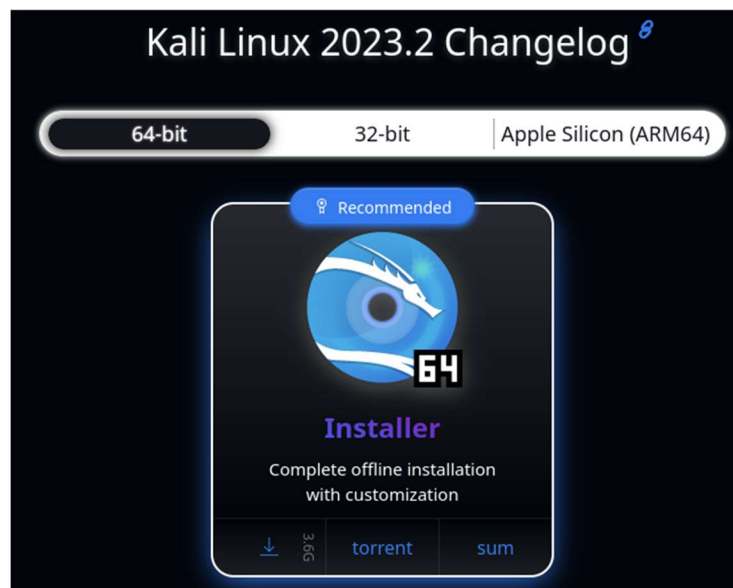 Kali Linux 2023.2 Changelog
64-bit
32-bit
Apple Silicon (ARM64)
Recommended
64
Installer
Complete offline installation
with customization
3.6G
torrent
sum